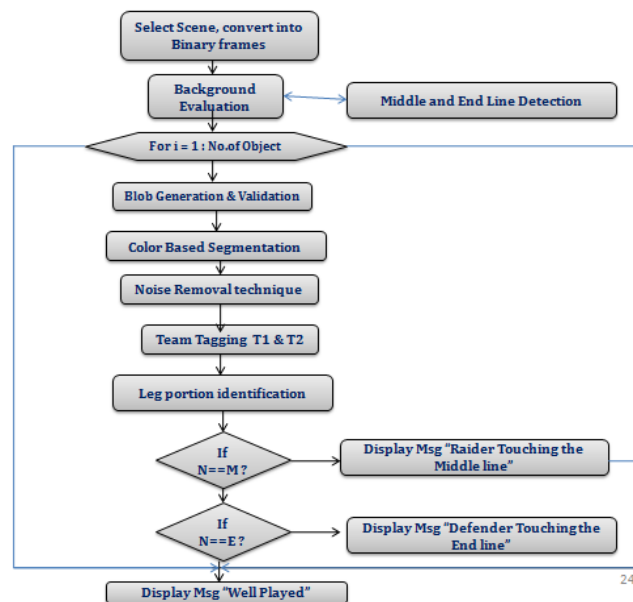 Select Scene, convert into
Binary frames
Background
Evaluation
Middle and End Line Detection
For i = 1 : No.of Object
Blob Generation & Validation
Color Based Segmentation
Noise Removal technique
Team Tagging T1 & T2
Leg portion identification
If
N==M ?
Display Msg "Raider Touching the
Middle line"
If
N==E ?
Display Msg "Defender Touching the
End line"
Display Msg "Well Played"
24